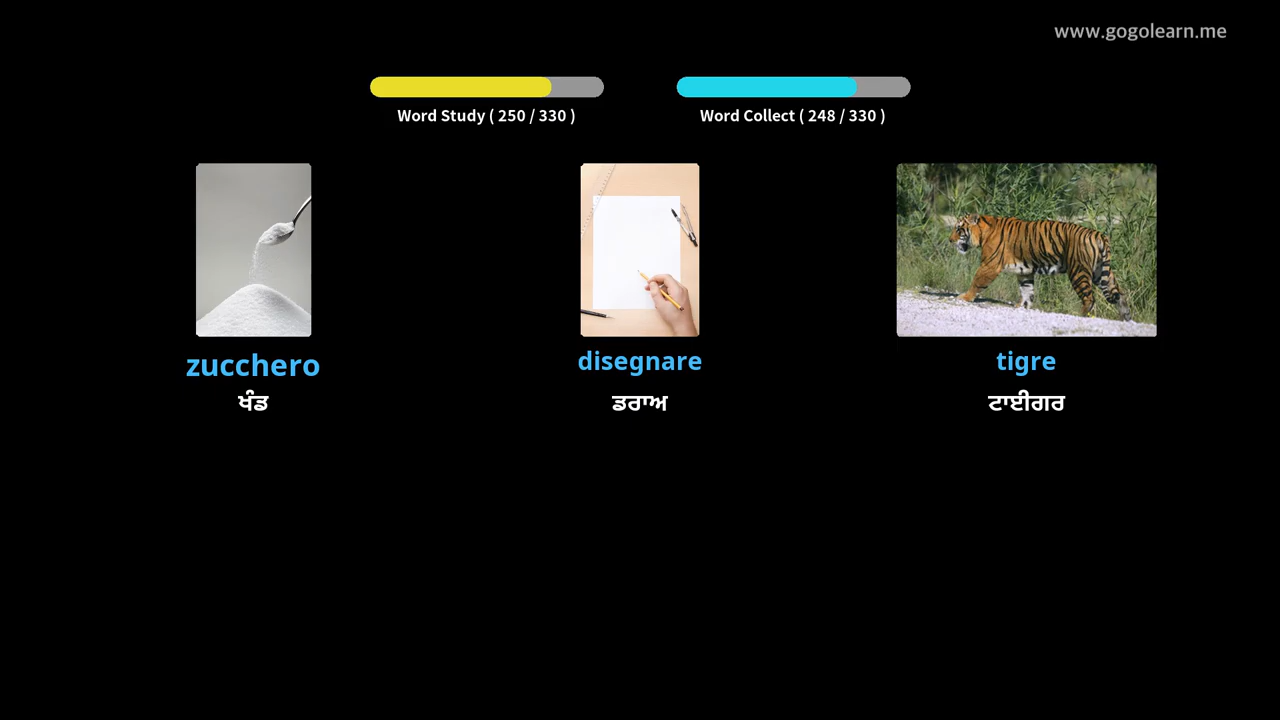 www.gogolearn.me
Word Study ( 250 / 330 )
Word Collect ( 248 / 330 )
zucchero
disegnare
tigre
ਖੰਡ
ਡਰਾਅ
ਟਾਈਗਰ